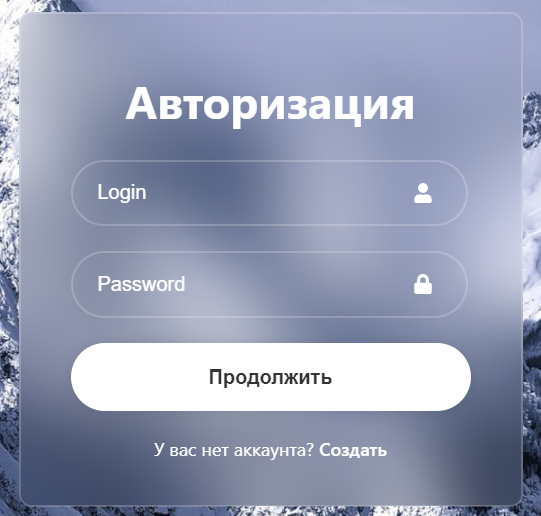 Авторизация
Login
Password
Продолжить
У вас нет аккаунта? Создать